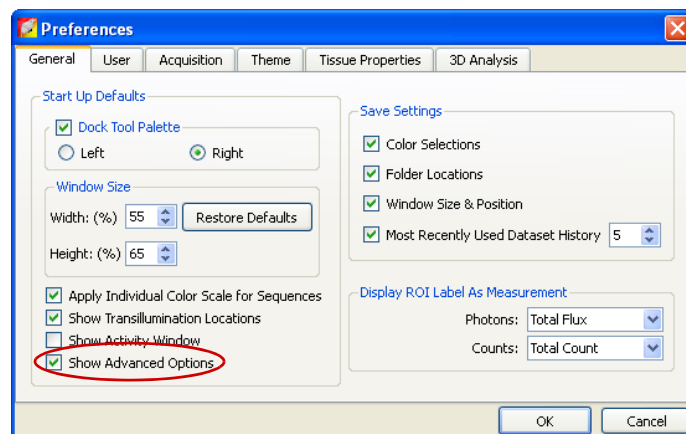 Preferences
General User Acquisition Theme Tissue Properties 3D Analysis
Start Up Defaults
Dock Tool Palette
Left Right
Window Size
Width: (%) 55 Restore Defaults
Height: (%) 65
Apply Individual Color Scale for Sequences
Show Transillumination Locations
Show Activity Window
Show Advanced Options
Save Settings
Color Selections
Folder Locations
Window Size & Position
Most Recently Used Dataset History 5
Display ROI Label As Measurement
Photons: Total Flux
Counts: Total Count
OK Cancel